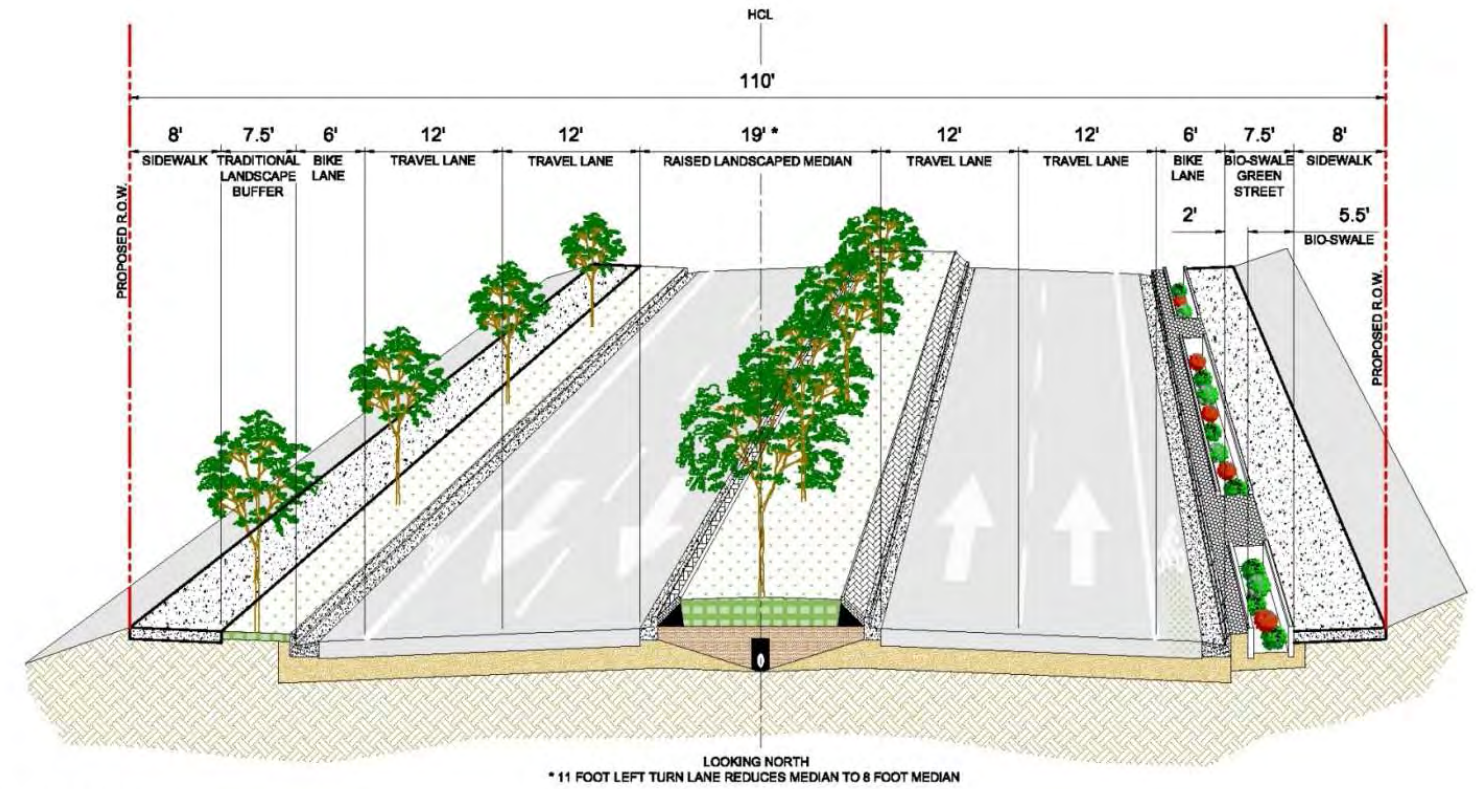 HCL
110'
8' 7.5' 6' 12' 12' 19' * 12' 12' 6' 7.5' 8'
SIDEWALK TRADITIONAL BIKE TRAVEL LANE TRAVEL LANE RAISED LANDSCAPED MEDIAN TRAVEL LANE TRAVEL LANE BIKE BIO-SWALE SIDEWALK
LANDSCAPE LANE LANE GREEN
BUFFER STREET
2' 5.5'
BIO-SWALE
PROPOSED R.O.W.
PROPOSED R.O.W.
LOOKING NORTH
* 11 FOOT LEFT TURN LANE REDUCES MEDIAN TO 8 FOOT MEDIAN